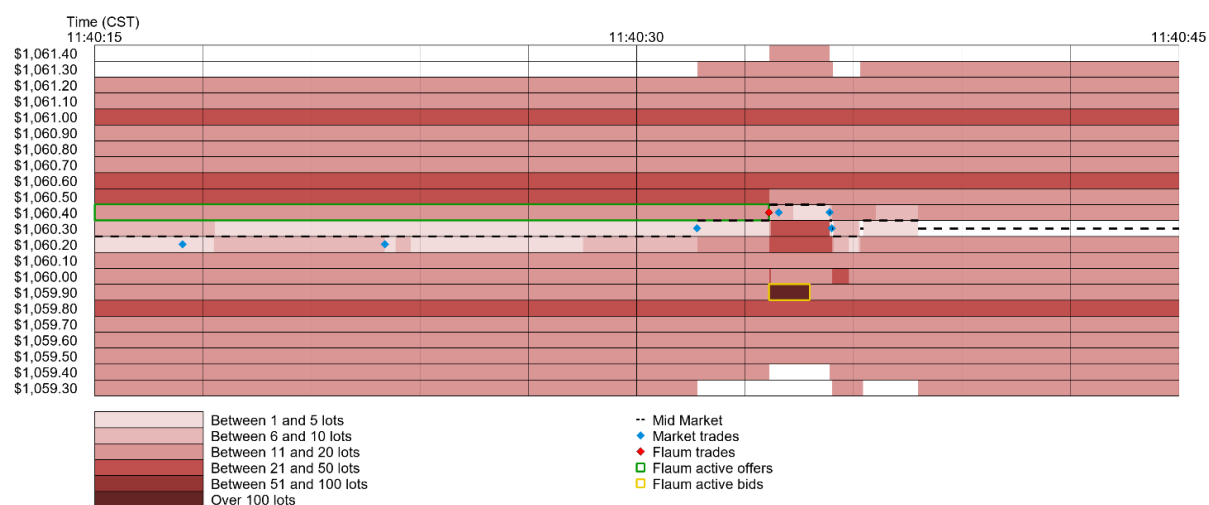 Time (CST)
11:40:15 11:40:30 11:40:45
$1,061.40
$1,061.30
$1,061.20
$1,061.10
$1,061.00
$1,060.90
$1,060.80
$1,060.70
$1,060.60
$1,060.50
$1,060.40
$1,060.30
$1,060.20
$1,060.10
$1,060.00
$1,059.90
$1,059.80
$1,059.70
$1,059.60
$1,059.50
$1,059.40
$1,059.30
Between 1 and 5 lots
Between 6 and 10 lots
Between 11 and 20 lots
Between 21 and 50 lots
Between 51 and 100 lots
Over 100 lots
Mid Market
Market trades
Flaum trades
Flaum active offers
Flaum active bids